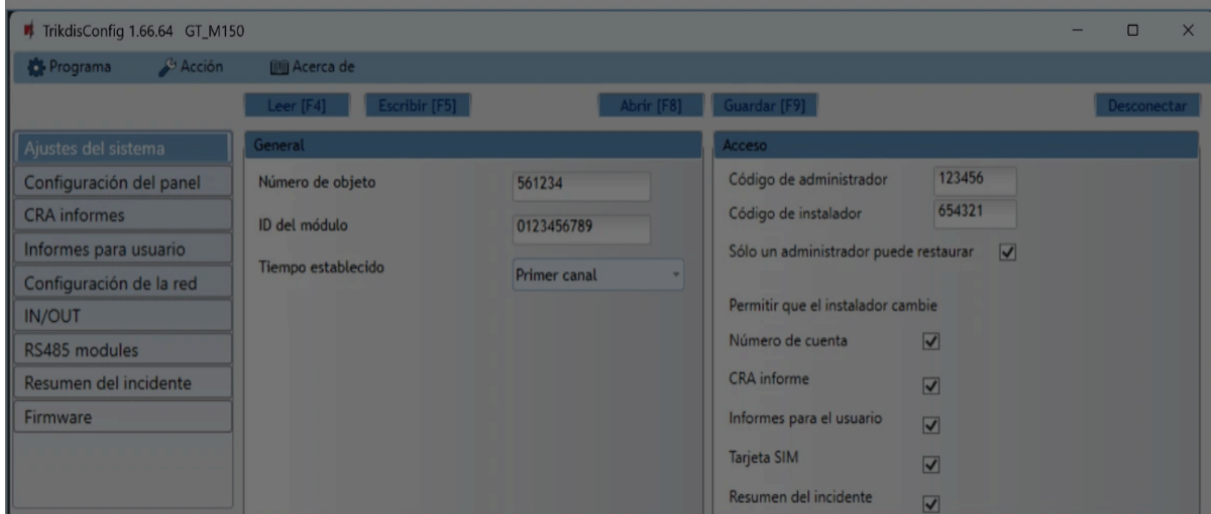 TrikdisConfig 1.66.64 GT_M150
Programa Acción Acerca de
Leer [F4] Escribir [F5] Abrir [F8] Guardar [F9] Desconectar
Ajustes del sistema
Configuración del panel
CRA informes
Informes para usuario
Configuración de la red
IN/OUT
RS485 modules
Resumen del incidente
Firmware
General
Número de objeto 561234
ID del módulo 0123456789
Tiempo establecido Primer canal
Acceso
Código de administrador 123456
Código de instalador 654321
Sólo un administrador puede restaurar
Permitir que el instalador cambie
Número de cuenta
CRA informe
Informes para el usuario
Tarjeta SIM
Resumen del incidente